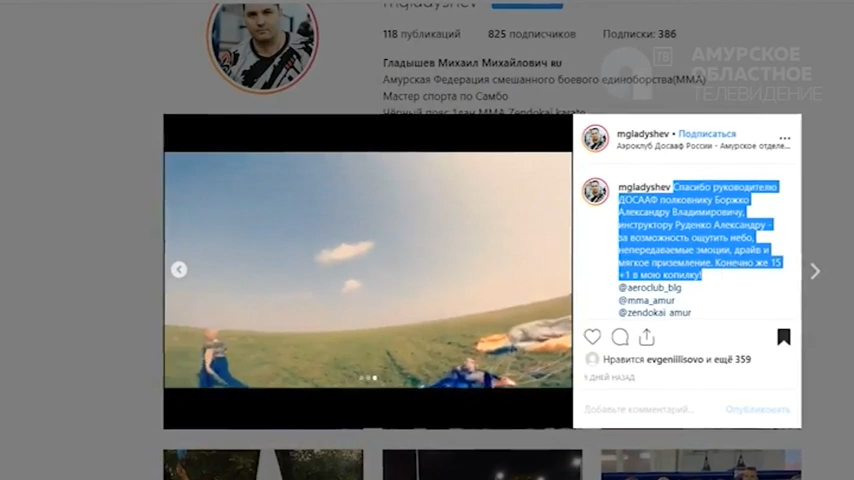 mgladyshev
118 публикаций 825 подписчиков Подписки: 386
Гладышев Михаил Михайлович RU
Амурская Федерация смешанного боевого единоборства(ММА)
Мастер спорта по Самбо
Чёрный пояс 1дан ММА Zendokai karate
ТВ АМУРСКОЕ
ОБЛАСТНОЕ
ТЕЛЕВИДЕНИЕ
mgladyshev • Подписаться
Аэроклуб Досааф России - Амурское отделе...
mgladyshev Спасибо руководителю
ДОСААФ полковнику Боржко
Александру Владимировичу,
инструктору Руденко Александру -
за возможность ощутить небо,
непередаваемые эмоции, драйв и
мягкое приземление. Конечно же 15
+1 в мою копилку!
@aeroclub_blg
@mma_amur
@zendokai_amur
Нравится evgeniilisovo и ещё 359
9 ДНЕЙ НАЗАД
Добавьте комментарий... Опубликовать